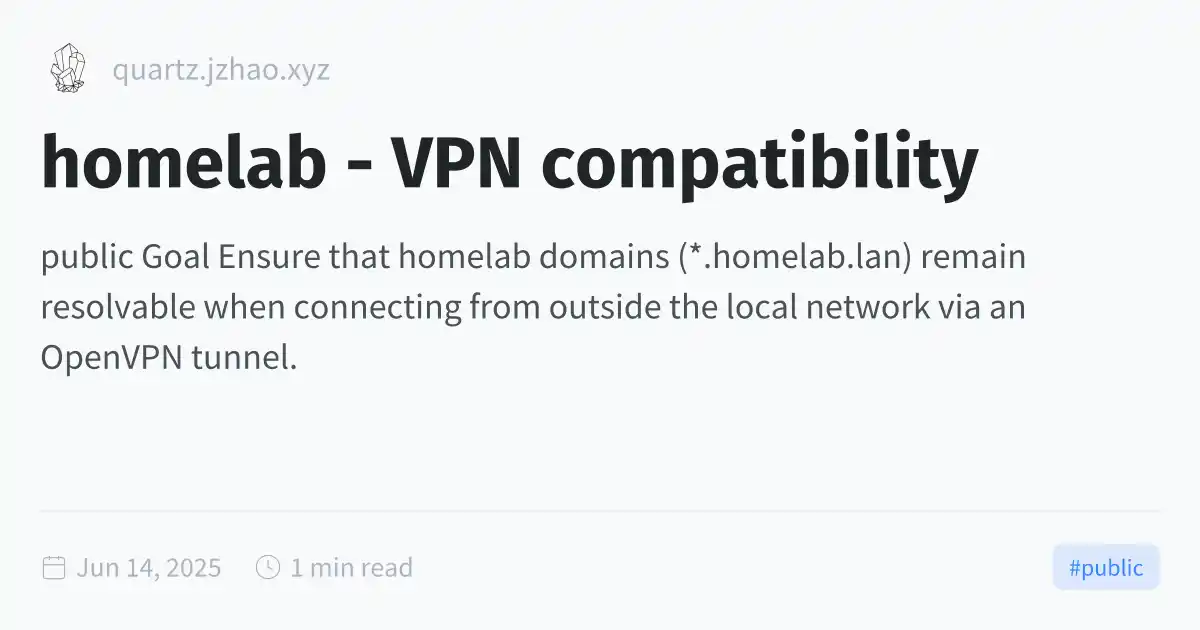 quartz.jzhao.xyz
homelab - VPN compatibility
public Goal Ensure that homelab domains (*.homelab.lan) remain
resolvable when connecting from outside the local network via an
OpenVPN tunnel.
Jun 14, 2025 1 min read #public